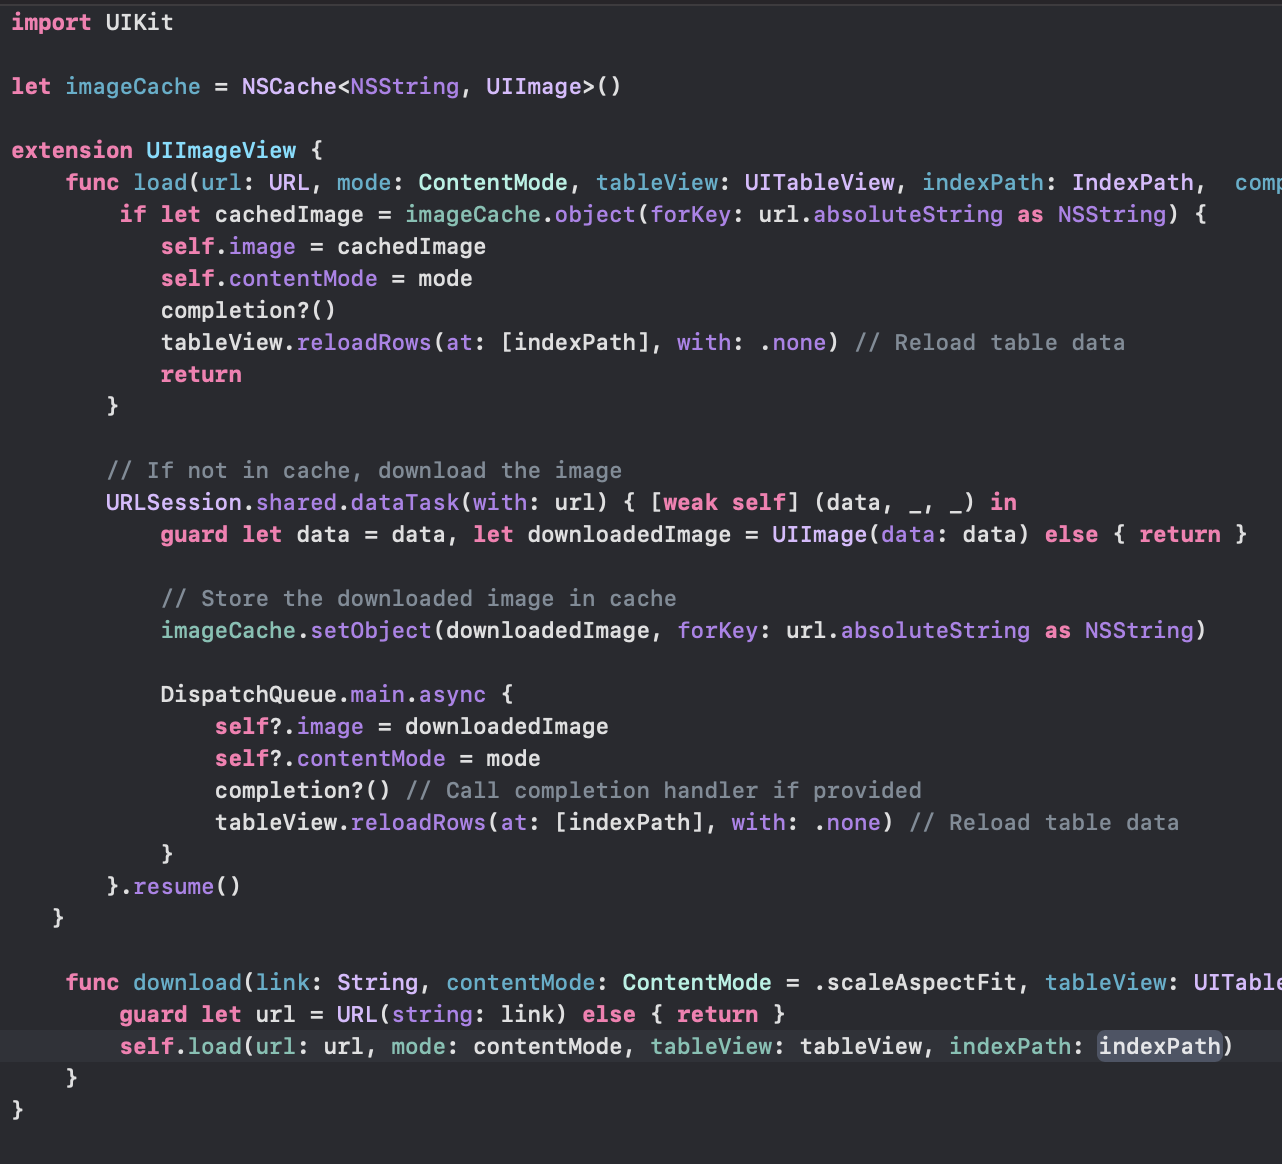 import UIKit
let imageCache = NSCache<NSString, UIImage>()
extension UIImageView {
func load(url: URL, mode: ContentMode, tableView: UITableView, indexPath: IndexPath,  comp
if let cachedImage = imageCache.object(forKey: url.absoluteString as NSString) {
self.image = cachedImage
self.contentMode = mode
completion?()
tableView.reloadRows(at: [indexPath], with: .none) // Reload table data
return
}
// If not in cache, download the image
URLSession.shared.dataTask(with: url) { [weak self] (data, _, _) in
guard let data = data, let downloadedImage = UIImage(data: data) else { return }
// Store the downloaded image in cache
imageCache.setObject(downloadedImage, forKey: url.absoluteString as NSString)
DispatchQueue.main.async {
self?.image = downloadedImage
self?.contentMode = mode
completion?() // Call completion handler if provided
tableView.reloadRows(at: [indexPath], with: .none) // Reload table data
}
}.resume()
}
func download(link: String, contentMode: ContentMode = .scaleAspectFit, tableView: UITable
guard let url = URL(string: link) else { return }
self.load(url: url, mode: contentMode, tableView: tableView, indexPath: indexPath)
}
}